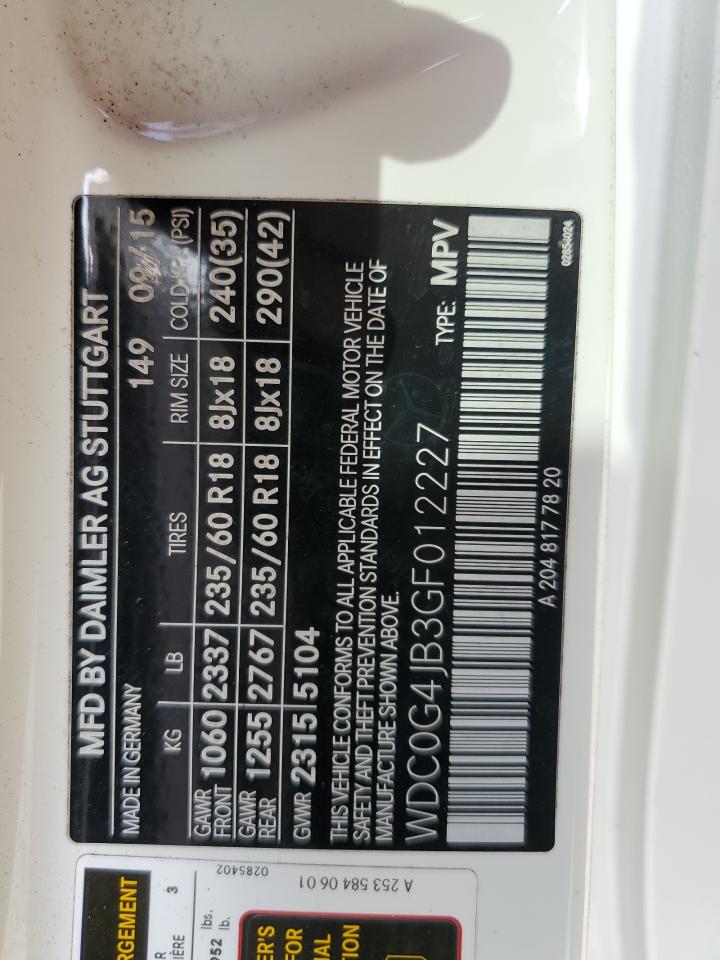 MFD BY DAIMLER AG STUTTGART
MADE IN GERMANY 149 09/15
KG LB TIRES RIM SIZE COLD (PSI)
GAWR FRONT 1060 2337 235/60 R18 8Jx18 240(35)
GAWR REAR 1255 2767 235/60 R18 8Jx18 290(42)
GVWR 2315 5104
THIS VEHICLE CONFORMS TO ALL APPLICABLE FEDERAL MOTOR VEHICLE
SAFETY AND THEFT PREVENTION STANDARDS IN EFFECT ON THE DATE OF
MANUFACTURE SHOWN ABOVE.
WDC0G4JB3GF012227 TYPE: MPV
A 204 817 78 20
02854024
RGEMENT
R
IÈRE 3
952 lbs.
lb.
0285402
ER'S
FOR
IAL
TION
A 253 584 06 01